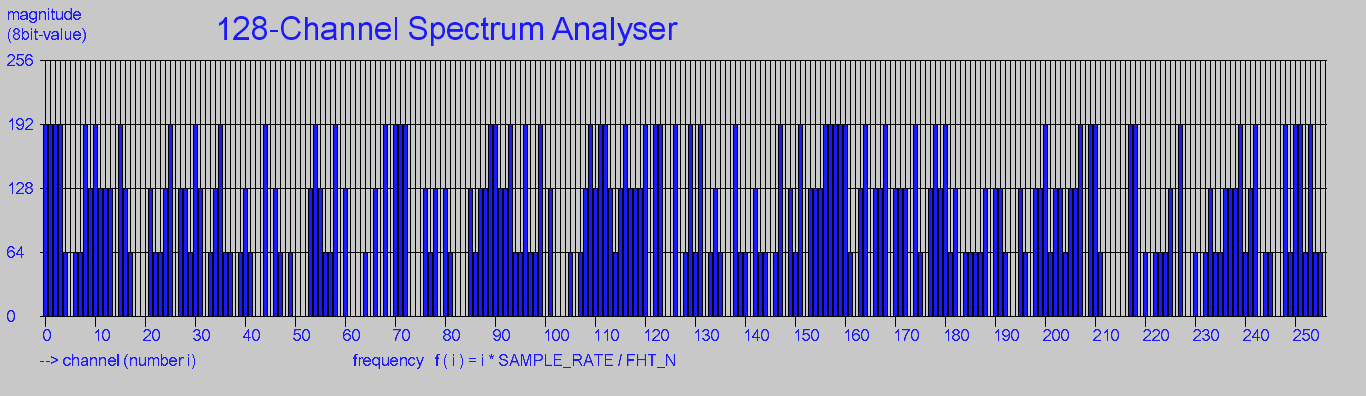 magnitude
(8bit-value)
128-Channel Spectrum Analyser
256
192
128
64
0
0 10 20 30 40 50 60 70 80 90 100 110 120 130 140 150 160 170 180 190 200 210 220 230 240 250
--> channel (number i) frequency f ( i ) = i * SAMPLE_RATE / FHT_N